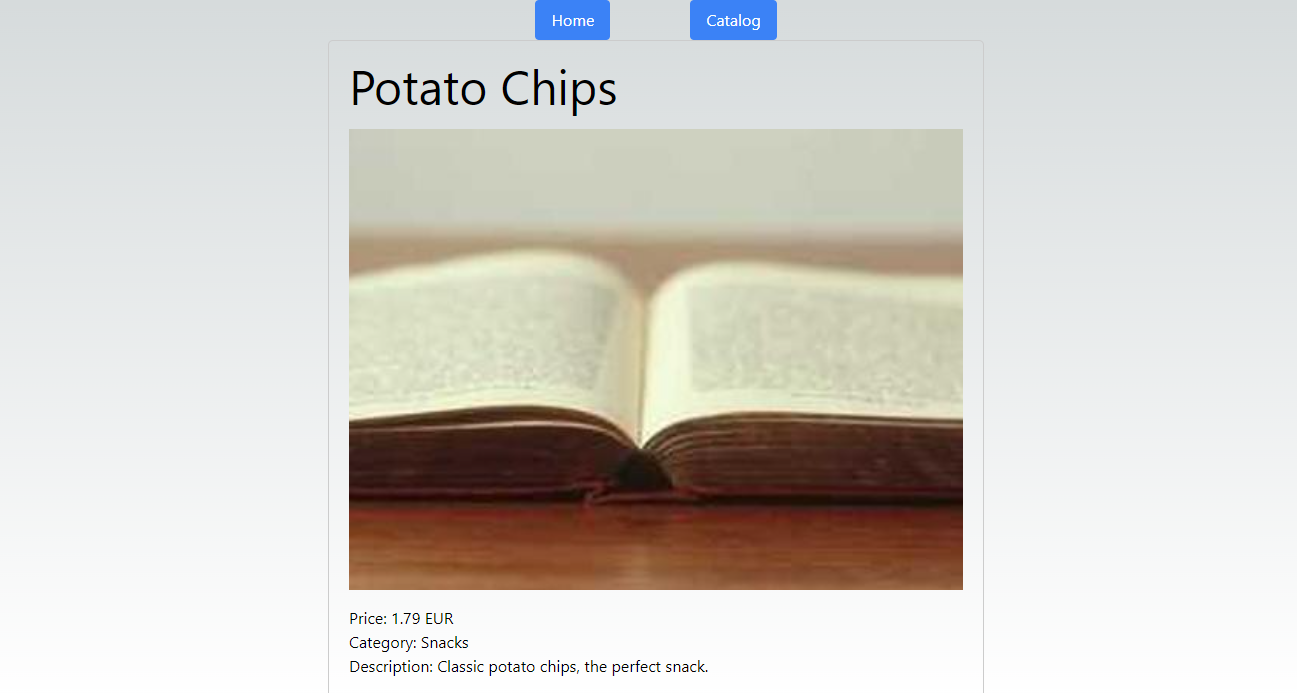 Home Catalog
Potato Chips
Price: 1.79 EUR
Category: Snacks
Description: Classic potato chips, the perfect snack.